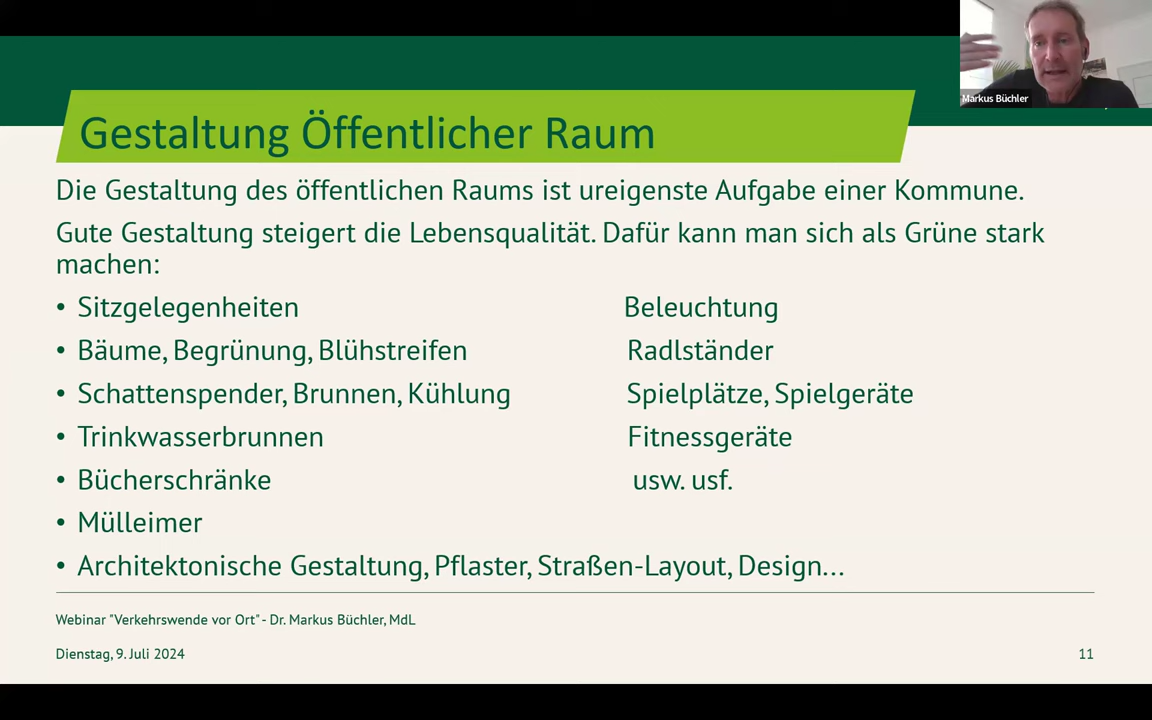 Markus Büchler
Gestaltung Öffentlicher Raum
Die Gestaltung des öffentlichen Raums ist ureigenste Aufgabe einer Kommune.
Gute Gestaltung steigert die Lebensqualität. Dafür kann man sich als Grüne stark
machen:
• Sitzgelegenheiten Beleuchtung
• Bäume, Begrünung, Blühstreifen Radlständer
• Schattenspender, Brunnen, Kühlung Spielplätze, Spielgeräte
• Trinkwasserbrunnen Fitnessgeräte
• Bücherschränke usw. usf.
• Mülleimer
• Architektonische Gestaltung, Pflaster, Straßen-Layout, Design...
Webinar "Verkehrswende vor Ort" - Dr. Markus Büchler, MdL
Dienstag, 9. Juli 2024 11